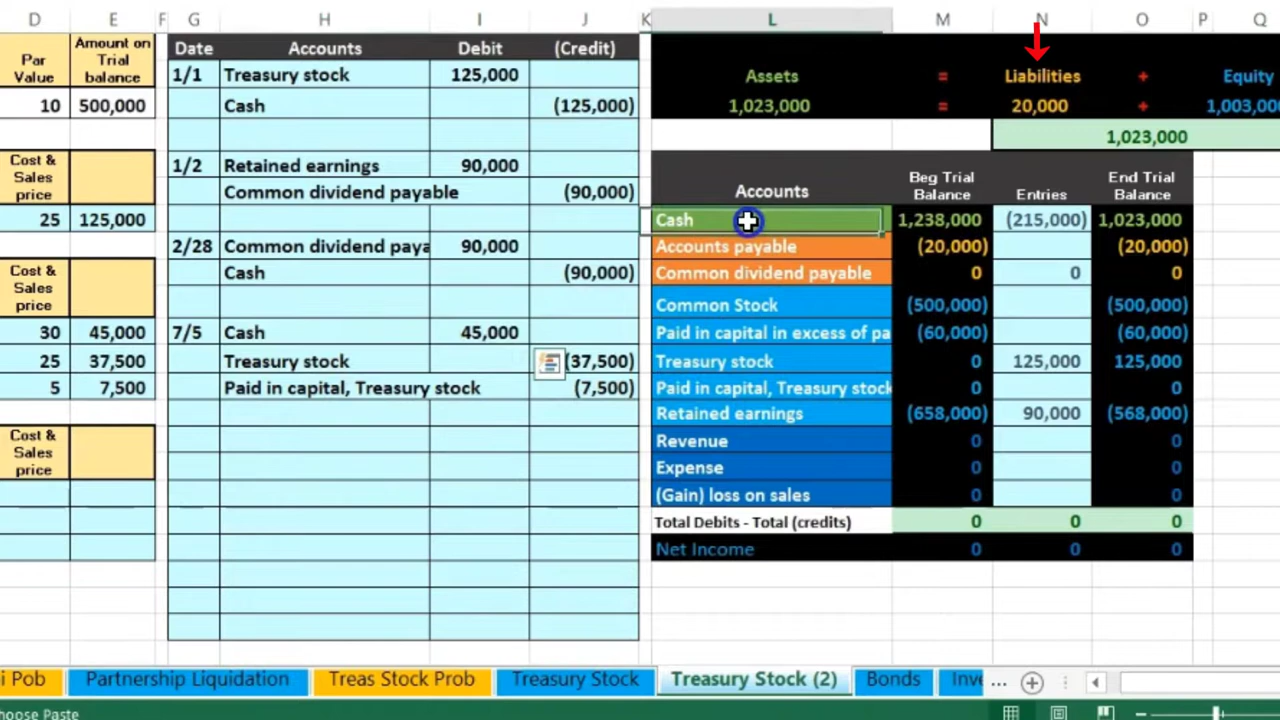 D E F G H I J K L M N O P Q
Par Value
Amount on Trial balance
Date Accounts Debit (Credit)
Assets = Liabilities + Equity
1/1 Treasury stock 125,000
10 500,000
Cash (125,000)
1,023,000 = 20,000 + 1,003,000
1,023,000
Cost & Sales price
1/2 Retained earnings 90,000
Common dividend payable (90,000)
Accounts
Beg Trial Balance
Entries
End Trial Balance
25 125,000
Cash 1,238,000 (215,000) 1,023,000
2/28 Common dividend paya 90,000
Accounts payable (20,000) (20,000)
Cost & Sales price
Cash (90,000)
Common dividend payable 0 0 0
Common Stock (500,000) (500,000)
30 45,000
7/5 Cash 45,000
Paid in capital in excess of pa (60,000) (60,000)
25 37,500
Treasury stock (37,500)
Treasury stock 0 125,000 125,000
5 7,500
Paid in capital, Treasury stock (7,500)
Paid in capital, Treasury stock 0 0
Retained earnings (658,000) 90,000 (568,000)
Cost & Sales price
Revenue 0 0
Expense 0 0
(Gain) loss on sales 0 0
Total Debits - Total (credits) 0 0 0
Net Income 0 0 0
i Pob Partnership Liquidation Treas Stock Prob Treasury Stock Treasury Stock (2) Bonds Inve ...
hoose Paste